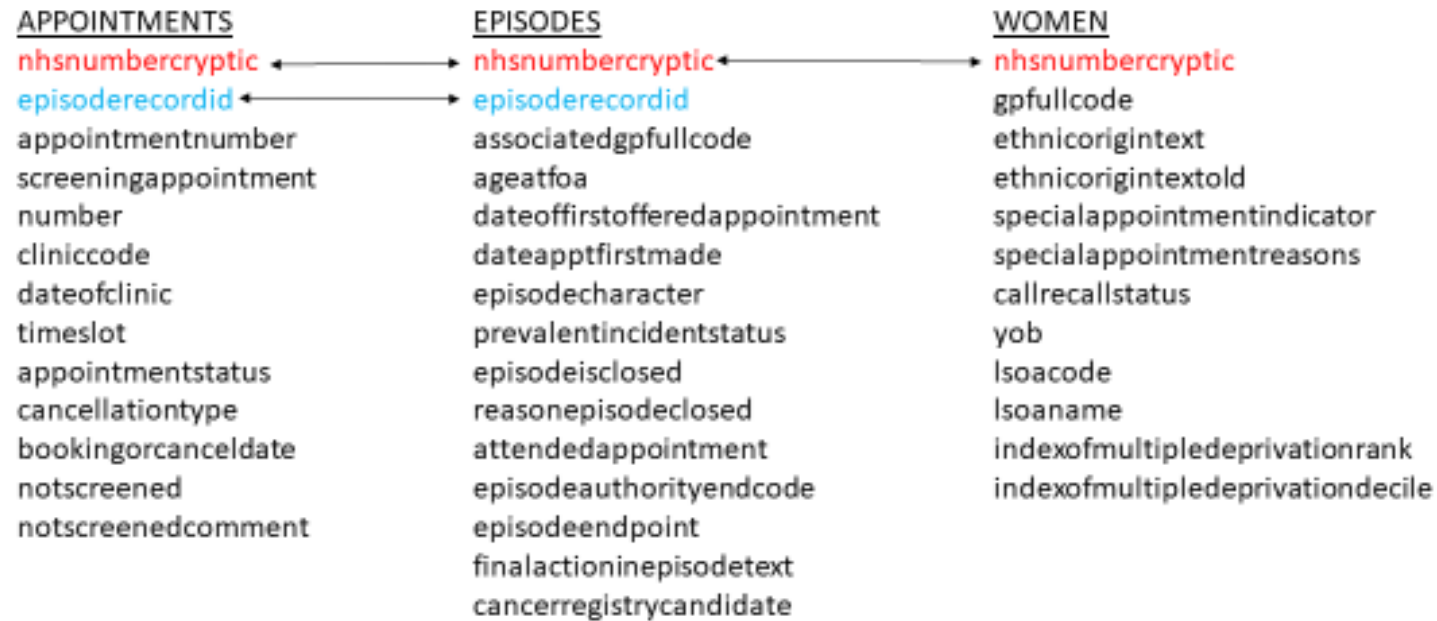 APPOINTMENTS
nhsnumbercryptic
episoderecordid
appointmentnumber
screeningappointment
number
cliniccode
dateofclinic
timeslot
appointmentstatus
cancellationtype
bookingorcanceldate
notscreened
notscreenedcomment
EPISODES
nhsnumbercryptic
episoderecordid
associatedgpfullcode
ageatfoa
dateoffirstofferedappointment
dateapptfirstmade
episodecharacter
prevalentincidentstatus
episodeisclosed
reasonepisodeclosed
attendedappointment
episodeauthorityendcode
episodeendpoint
finalactioninepisodetext
cancerregistrycandidate
WOMEN
nhsnumbercryptic
gpfullcode
ethnicorigintext
ethnicorigintextold
specialappointmentindicator
specialappointmentreasons
callrecallstatus
yob
lsoacode
lsoaname
indexofmultipledeprivationrank
indexofmultipledeprivationdecile